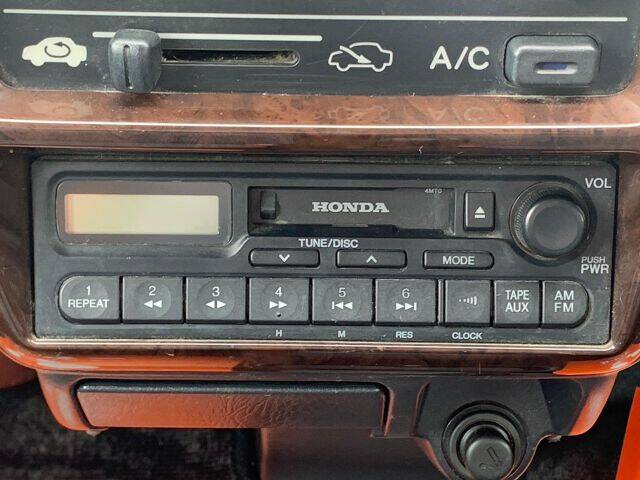 A/C
4MT0
VOL
HONDA
TUNE/DISC
MODE
PUSH
PWR
1 2 3 4 5 6
REPEAT
TAPE AM
AUX FM
H M RES CLOCK